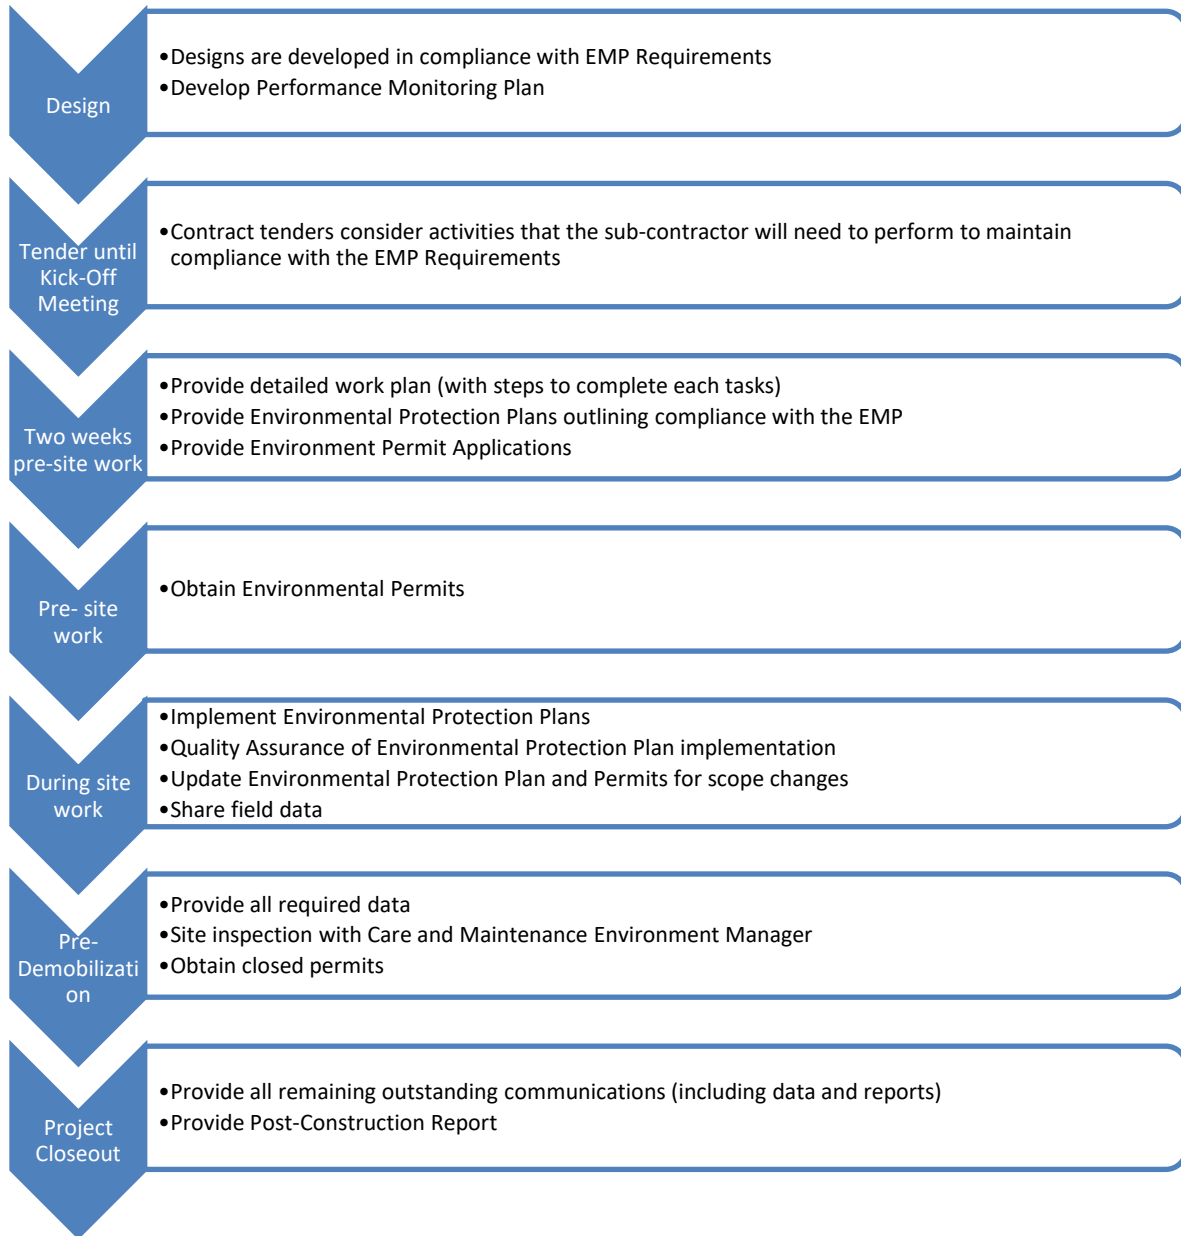 Design
•Designs are developed in compliance with EMP Requirements
•Develop Performance Monitoring Plan
Tender until
Kick-Off
Meeting
•Contract tenders consider activities that the sub-contractor will need to perform to maintain
compliance with the EMP Requirements
Two weeks
pre-site work
•Provide detailed work plan (with steps to complete each tasks)
•Provide Environmental Protection Plans outlining compliance with the EMP
•Provide Environment Permit Applications
Pre- site
work
•Obtain Environmental Permits
During site
work
•Implement Environmental Protection Plans
•Quality Assurance of Environmental Protection Plan implementation
•Update Environmental Protection Plan and Permits for scope changes
•Share field data
Pre-
Demobilizati
on
•Provide all required data
•Site inspection with Care and Maintenance Environment Manager
•Obtain closed permits
Project
Closeout
•Provide all remaining outstanding communications (including data and reports)
•Provide Post-Construction Report